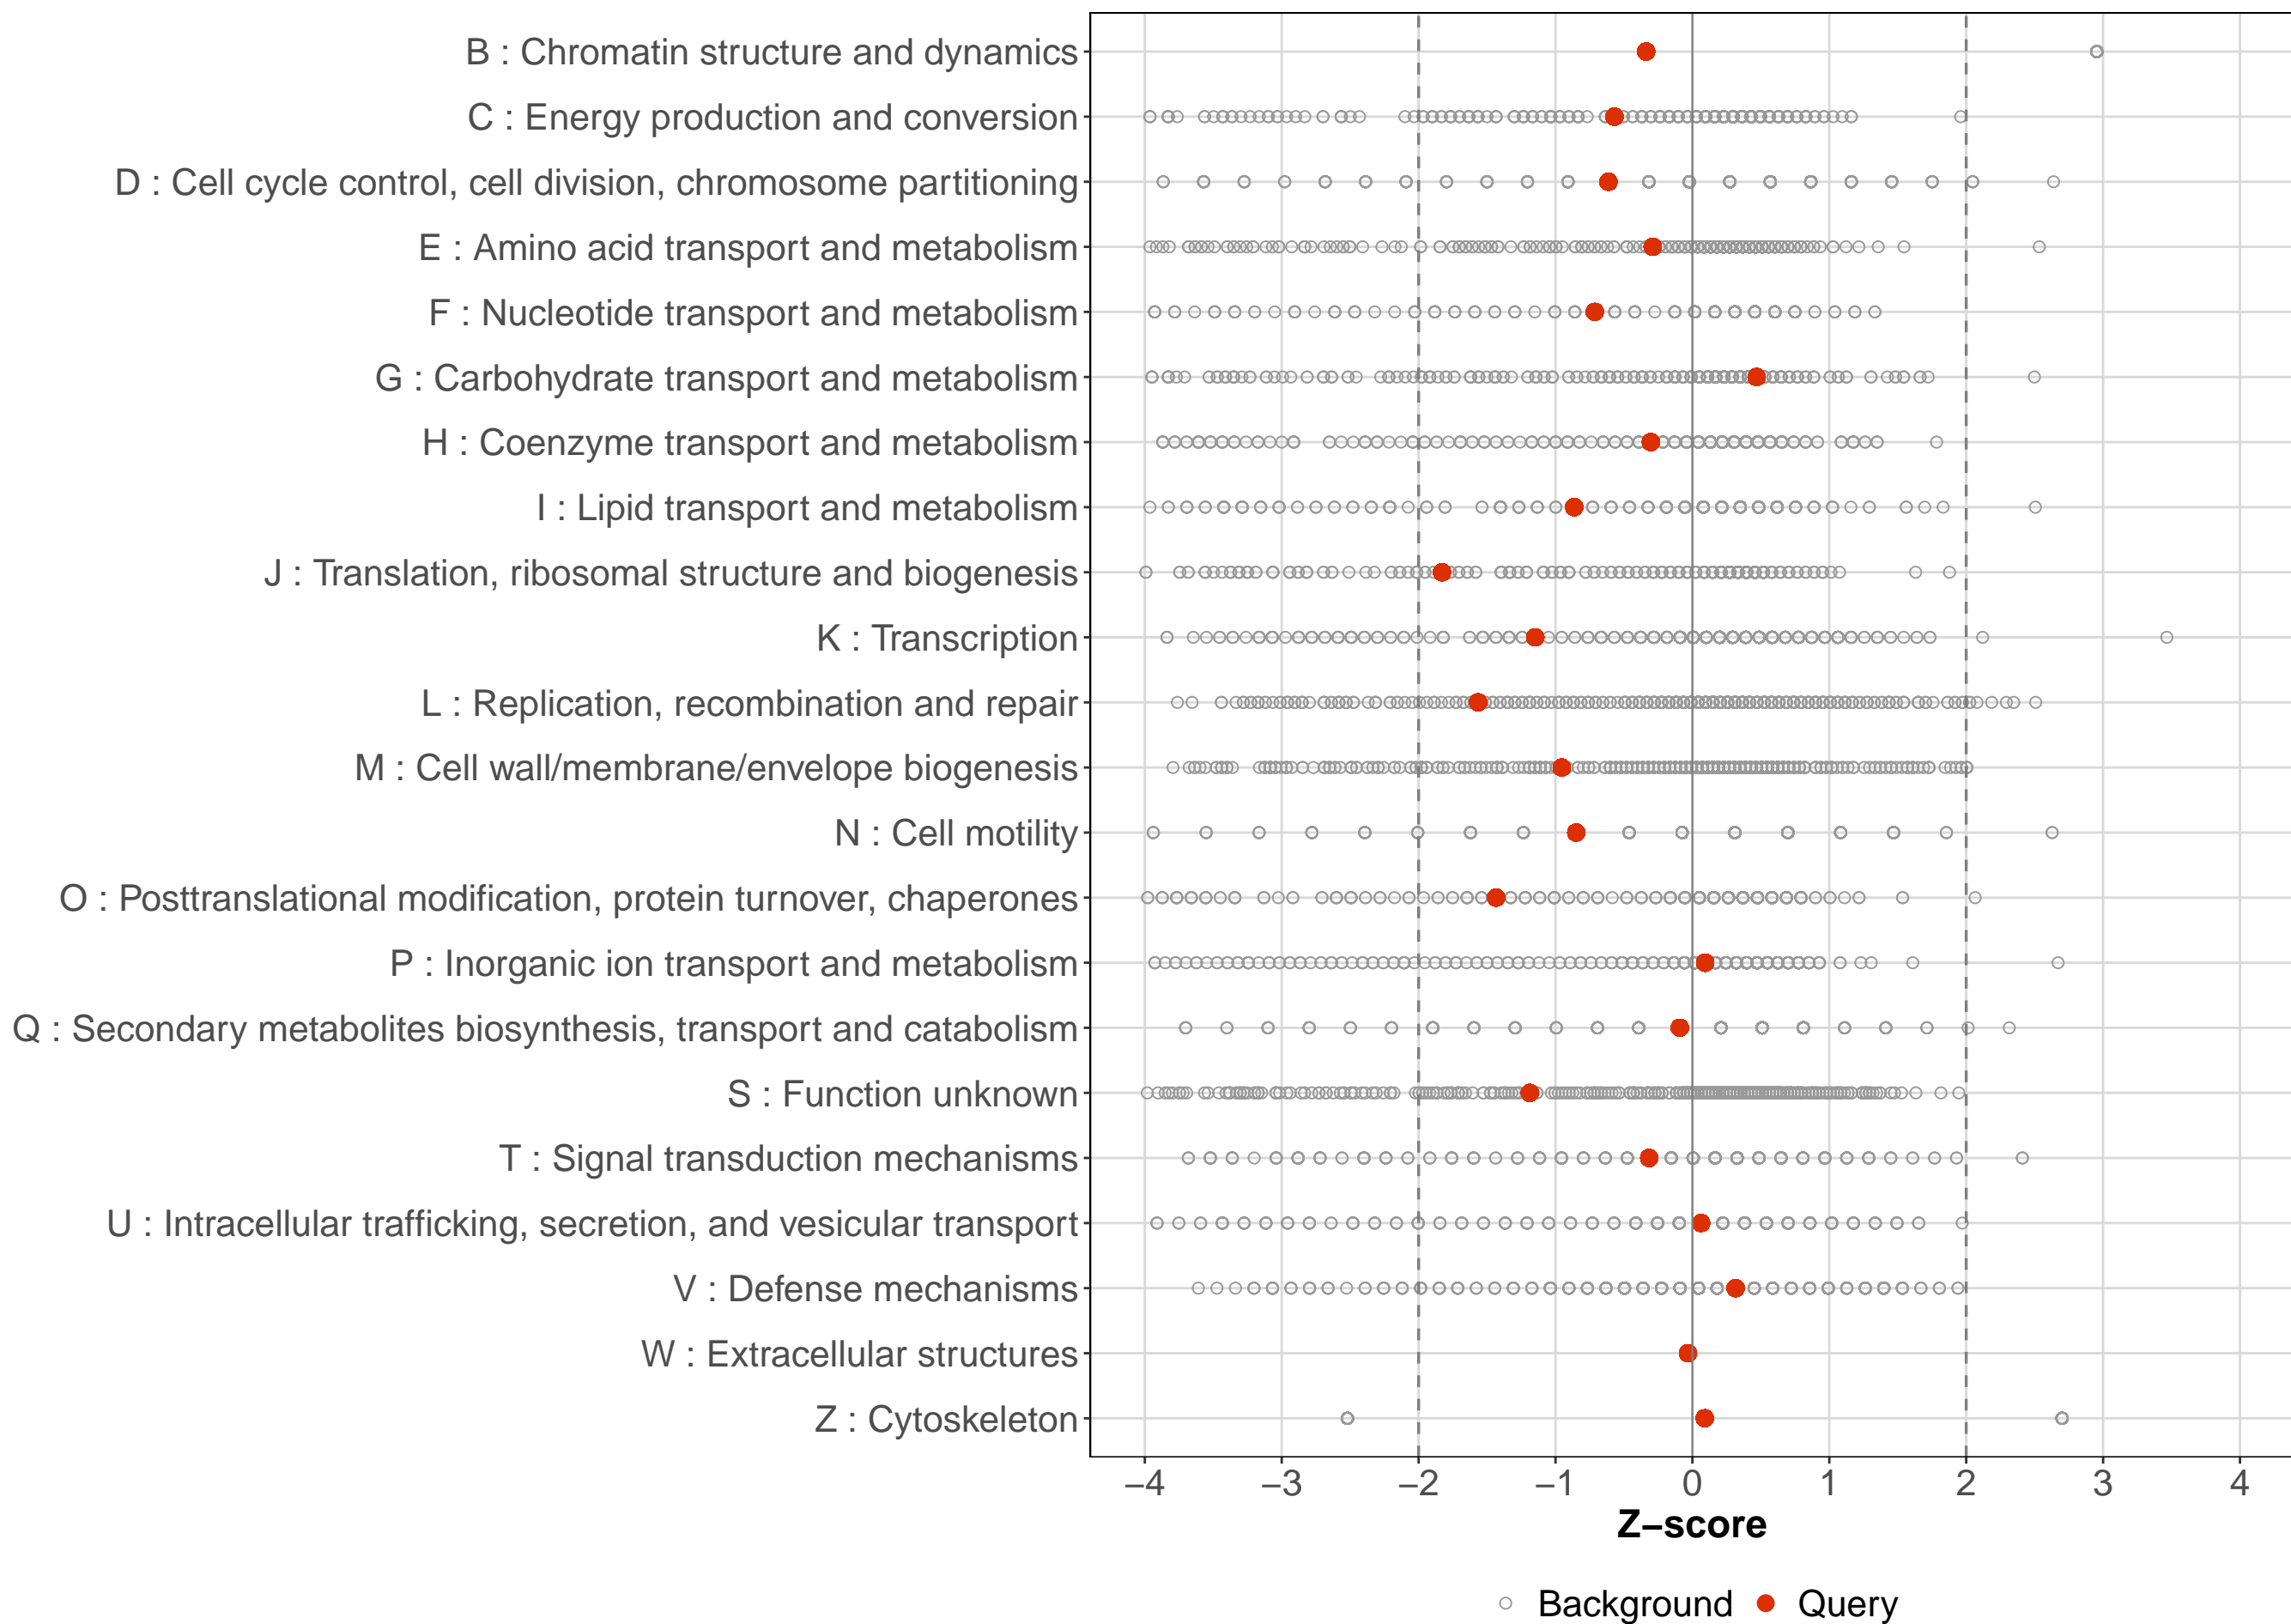 B : Chromatin structure and dynamics
C : Energy production and conversion
D : Cell cycle control, cell division, chromosome partitioning
E : Amino acid transport and metabolism
F : Nucleotide transport and metabolism
G : Carbohydrate transport and metabolism
H : Coenzyme transport and metabolism
I : Lipid transport and metabolism
J : Translation, ribosomal structure and biogenesis
K : Transcription
L : Replication, recombination and repair
M : Cell wall/membrane/envelope biogenesis
N : Cell motility
O : Posttranslational modification, protein turnover, chaperones
P : Inorganic ion transport and metabolism
Q : Secondary metabolites biosynthesis, transport and catabolism
S : Function unknown
T : Signal transduction mechanisms
U : Intracellular trafficking, secretion, and vesicular transport
V : Defense mechanisms
W : Extracellular structures
Z : Cytoskeleton
−4 −3 −2 −1 0 1 2 3 4
Z−score
Background Query